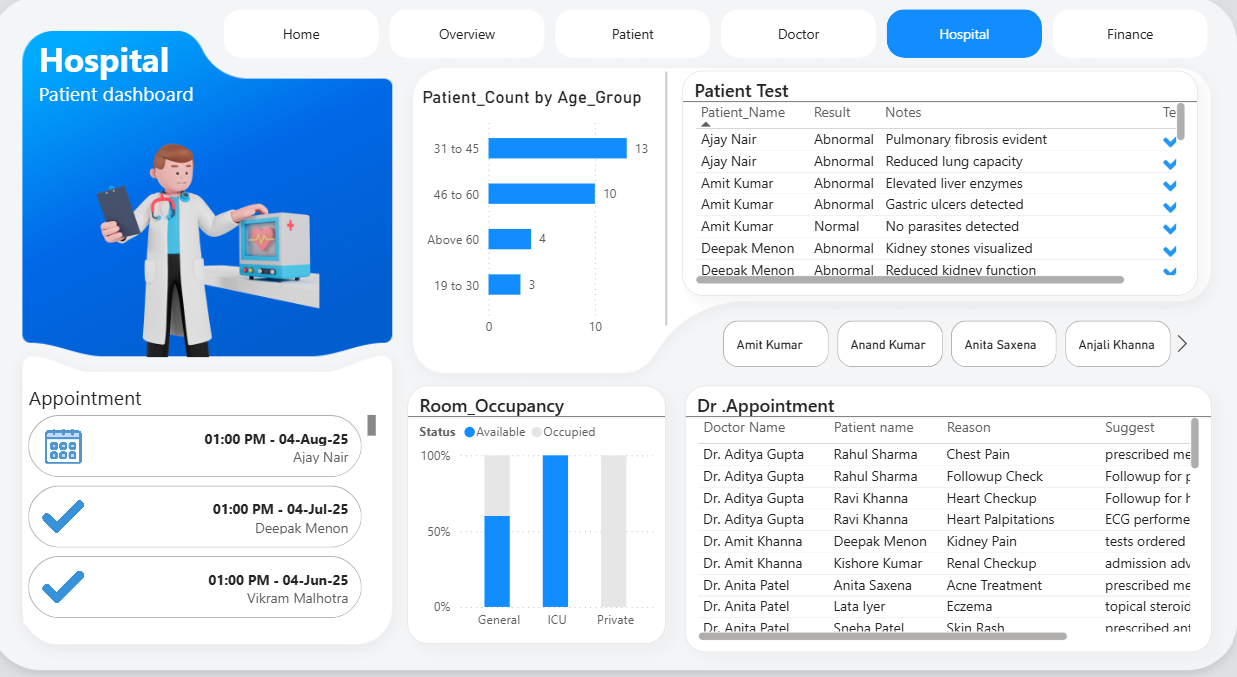 Home Overview Patient Doctor Hospital Finance
Hospital
Patient dashboard
Patient_Count by Age_Group
31 to 45 13
46 to 60 10
Above 60 4
19 to 30 3
0 10
Patient Test
Patient_Name Result Notes Te
Ajay Nair Abnormal Pulmonary fibrosis evident
Ajay Nair Abnormal Reduced lung capacity
Amit Kumar Abnormal Elevated liver enzymes
Amit Kumar Abnormal Gastric ulcers detected
Amit Kumar Normal No parasites detected
Deepak Menon Abnormal Kidney stones visualized
Deepak Menon Abnormal Reduced kidney function
Amit Kumar Anand Kumar Anita Saxena Anjali Khanna
Appointment
01:00 PM - 04-Aug-25
Ajay Nair
01:00 PM - 04-Jul-25
Deepak Menon
01:00 PM - 04-Jun-25
Vikram Malhotra
Room_Occupancy
Status Available Occupied
100%
50%
0%
General ICU Private
Dr .Appointment
Doctor Name Patient name Reason Suggest
Dr. Aditya Gupta Rahul Sharma Chest Pain prescribed me
Dr. Aditya Gupta Rahul Sharma Followup Check Followup for p
Dr. Aditya Gupta Ravi Khanna Heart Checkup Followup for h
Dr. Aditya Gupta Ravi Khanna Heart Palpitations ECG performe
Dr. Amit Khanna Deepak Menon Kidney Pain tests ordered
Dr. Amit Khanna Kishore Kumar Renal Checkup admission adv
Dr. Anita Patel Anita Saxena Acne Treatment prescribed me
Dr. Anita Patel Lata Iyer Eczema topical steroid
Dr. Anita Patel Sneha Patel Skin Rash prescribed ant